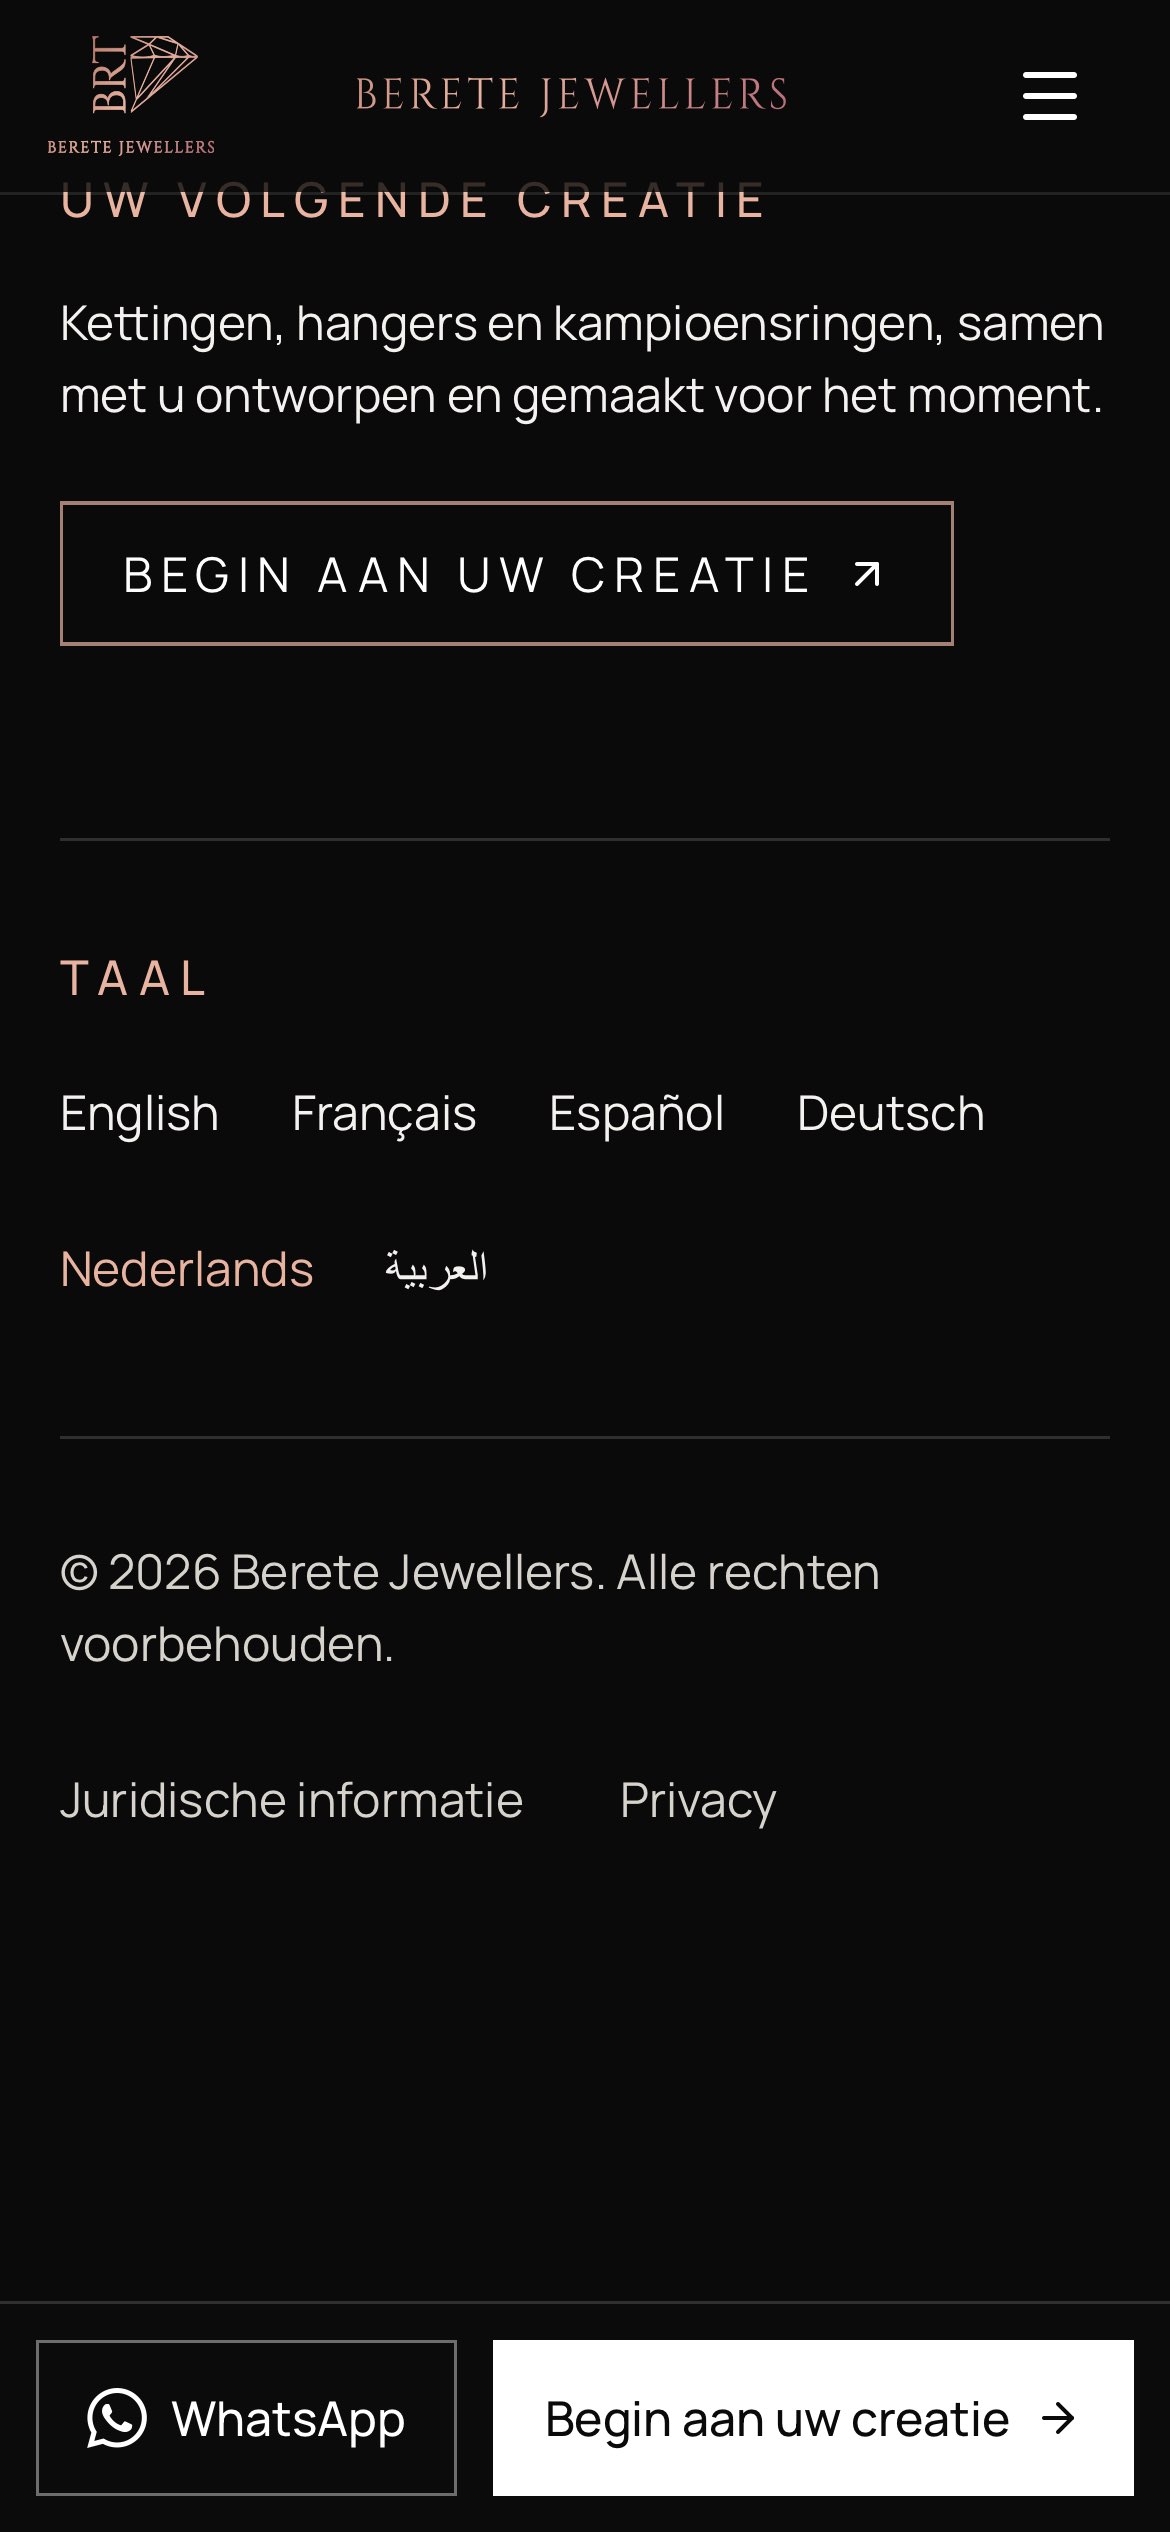 BRT
BERETE JEWELLERS
BERETE JEWELLERS
UW VOLGENDE CREATIE
Kettingen, hangers en kampioensringen, samen
met u ontworpen en gemaakt voor het moment.
BEGIN AAN UW CREATIE
TAAL
English Français Español Deutsch
Nederlands العربية
© 2026 Berete Jewellers. Alle rechten
voorbehouden.
Juridische informatie Privacy
WhatsApp Begin aan uw creatie